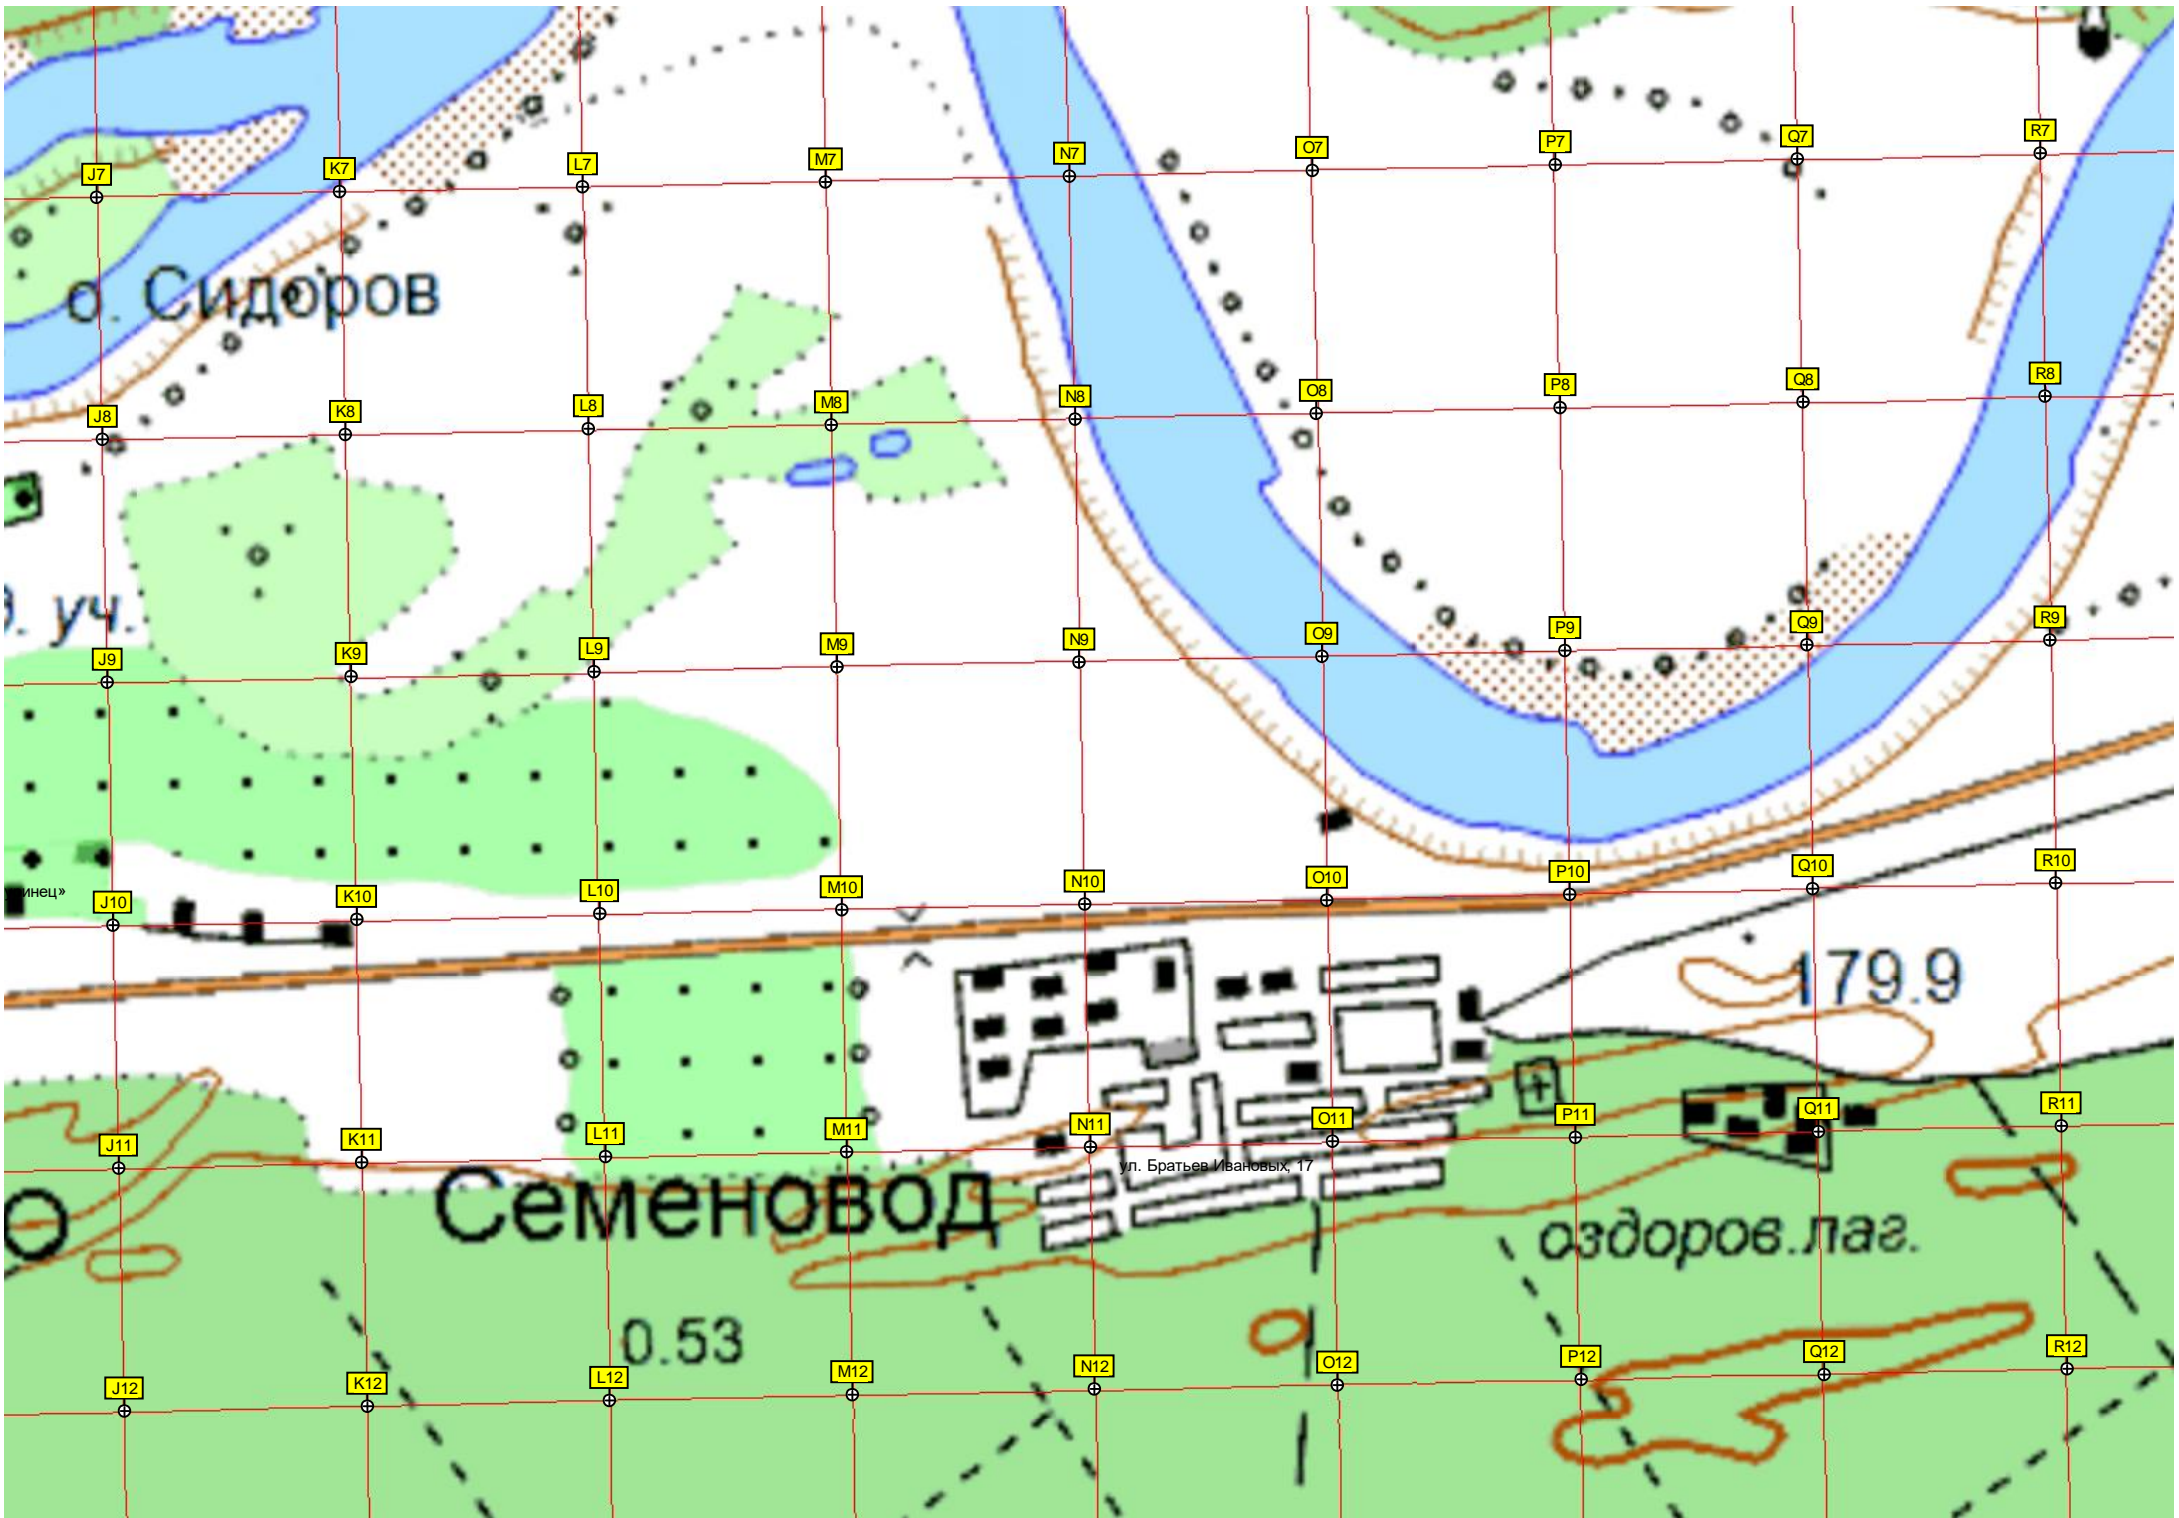 J7 K7 L7 M7 N7 O7 P7 Q7 R7
о. Сидоров
J8 K8 L8 M8 N8 O8 P8 Q8 R8
уч.
J9 K9 L9 M9 N9 O9 P9 Q9 R9
инец»
J10 K10 L10 M10 N10 O10 P10 Q10 R10
179.9
J11 K11 L11 M11 N11 O11 P11 Q11 R11
ул. Братьев Ивановых, 17
Семеновод
оздоров.лаг.
0.53
J12 K12 L12 M12 N12 O12 P12 Q12 R12